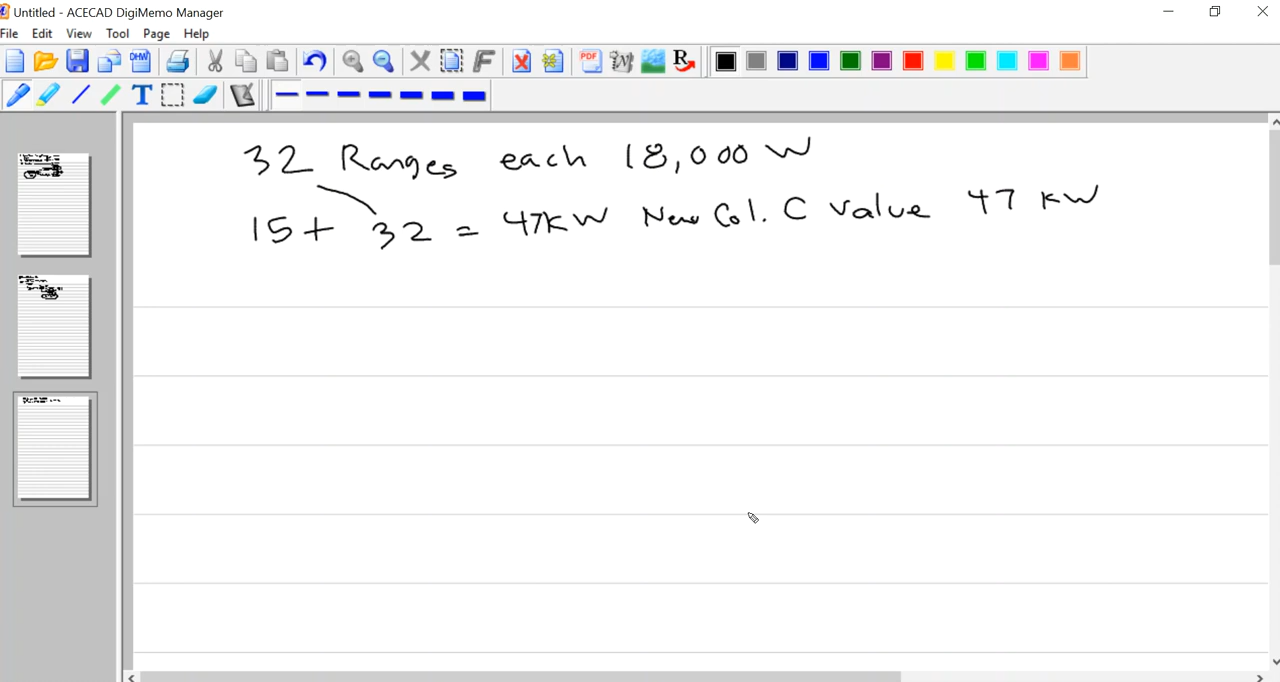 Untitled - ACECAD DigiMemo Manager
File Edit View Tool Page Help
32 Ranges each 18,000 W
15+ 32 = 47KW New Col. C value 47 KW